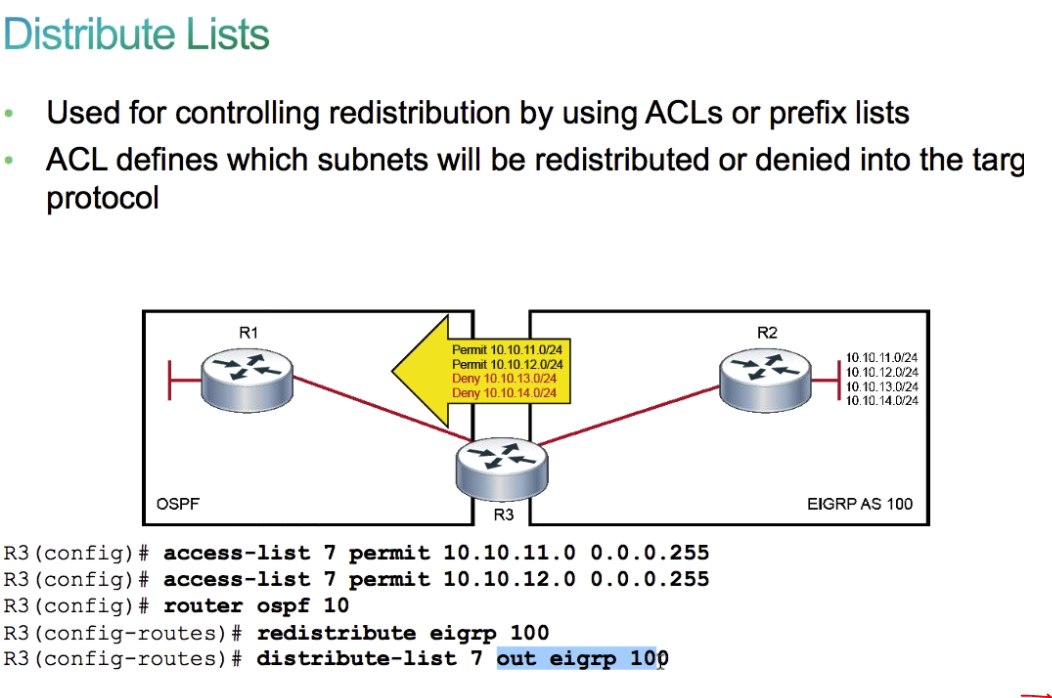 Distribute Lists
• Used for controlling redistribution by using ACLs or prefix lists
• ACL defines which subnets will be redistributed or denied into the targ
protocol
R1
R2
Permit 10.10.11.0/24
Permit 10.10.12.0/24
Deny 10.10.13.0/24
Deny 10.10.14.0/24
10.10.11.0/24
10.10.12.0/24
10.10.13.0/24
10.10.14.0/24
OSPF
R3
EIGRP AS 100
R3(config)# access-list 7 permit 10.10.11.0 0.0.0.255
R3(config)# access-list 7 permit 10.10.12.0 0.0.0.255
R3(config)# router ospf 10
R3(config-routes)# redistribute eigrp 100
R3(config-routes)# distribute-list 7 out eigrp 100